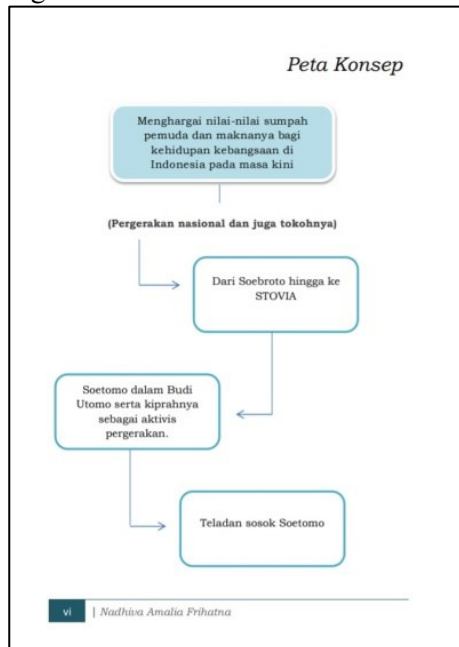 Peta Konsep
Menghargai nilai-nilai sumpah
pemuda dan maknanya bagi
kehidupan kebangsaan di
Indonesia pada masa kini
(Pergerakan nasional dan juga tokohnya)
Dari Soebroto hingga ke
STOVIA
Soetomo dalam Budi
Utomo serta kiprahnya
sebagai aktivis
pergerakan.
Teladan sosok Soetomo
vi | Nadhiva Amalia Frihatna